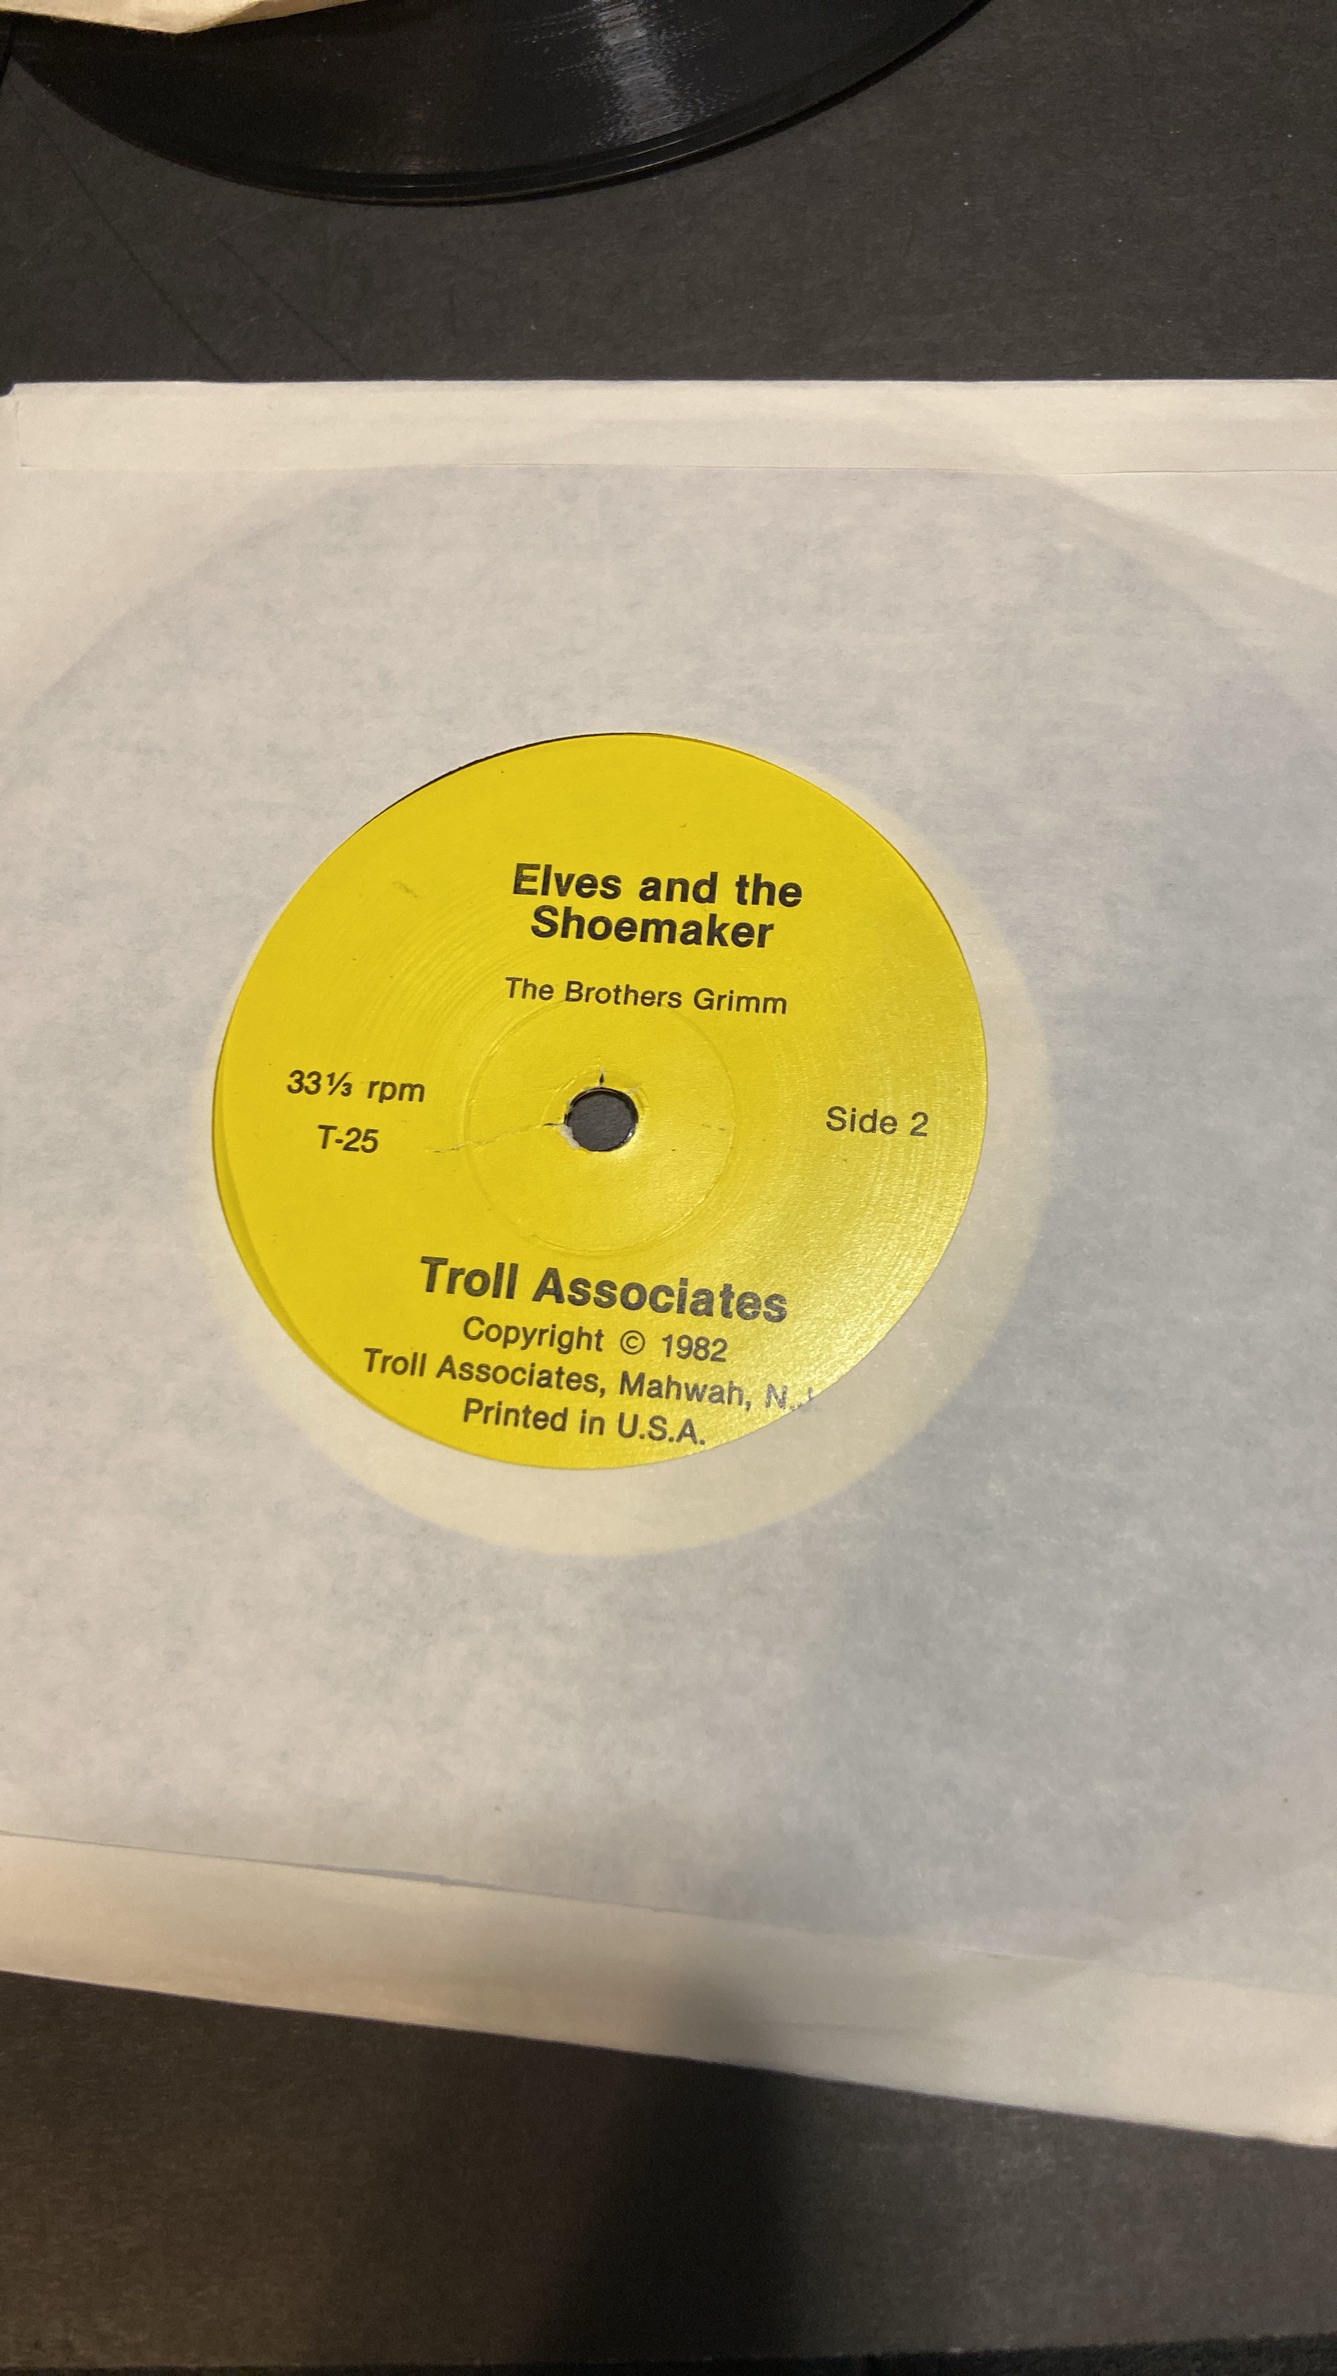 Elves and the
Shoemaker
The Brothers Grimm
33⅓ rpm
T-25
Side 2
Troll Associates
Copyright © 1982
Troll Associates, Mahwah, N.J
Printed in U.S.A.